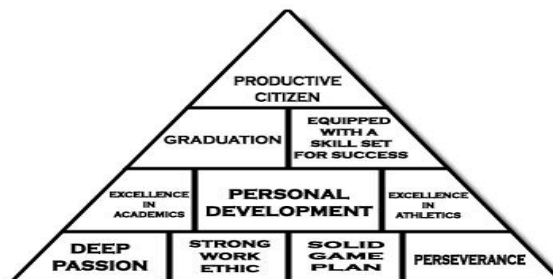 PRODUCTIVE
CITIZEN
GRADUATION
EQUIPPED
WITH A
SKILL SET
FOR SUCCESS
EXCELLENCE
IN
ACADEMICS
PERSONAL
DEVELOPMENT
EXCELLENCE
IN
ATHLETICS
DEEP
PASSION
STRONG
WORK
ETHIC
SOLID
GAME
PLAN
PERSEVERANCE